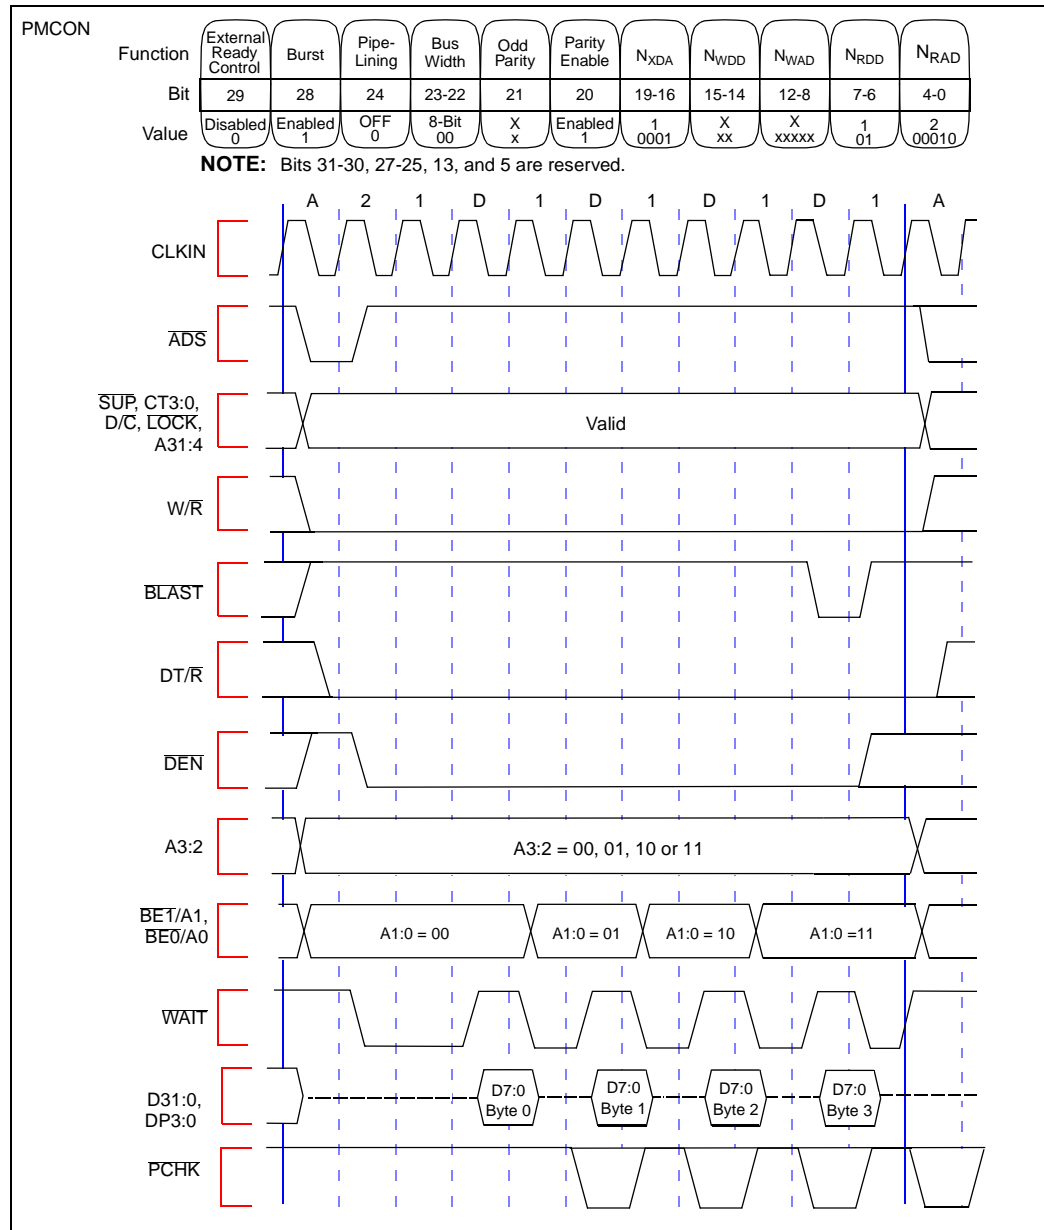 PMCON
Function
External Ready Control
Burst
Pipe-Lining
Bus Width
Odd Parity
Parity Enable
NXDA
NWDD
NWAD
NRDD
NRAD
Bit 29 28 24 23-22 21 20 19-16 15-14 12-8 7-6 4-0
Value
Disabled 0
Enabled 1
OFF 0
8-Bit 00
X x
Enabled 1
1 0001
X xx
X xxxxx
1 01
2 00010
NOTE: Bits 31-30, 27-25, 13, and 5 are reserved.
A 2 1 D 1 D 1 D 1 D 1 A
CLKIN
ADS
SUP, CT3:0,
D/C, LOCK,
A31:4
Valid
W/R
BLAST
DT/R
DEN
A3:2
A3:2 = 00, 01, 10 or 11
BE1/A1,
BE0/A0
A1:0 = 00
A1:0 = 01
A1:0 = 10
A1:0 =11
WAIT
D31:0,
DP3:0
D7:0
Byte 0
D7:0
Byte 1
D7:0
Byte 2
D7:0
Byte 3
PCHK